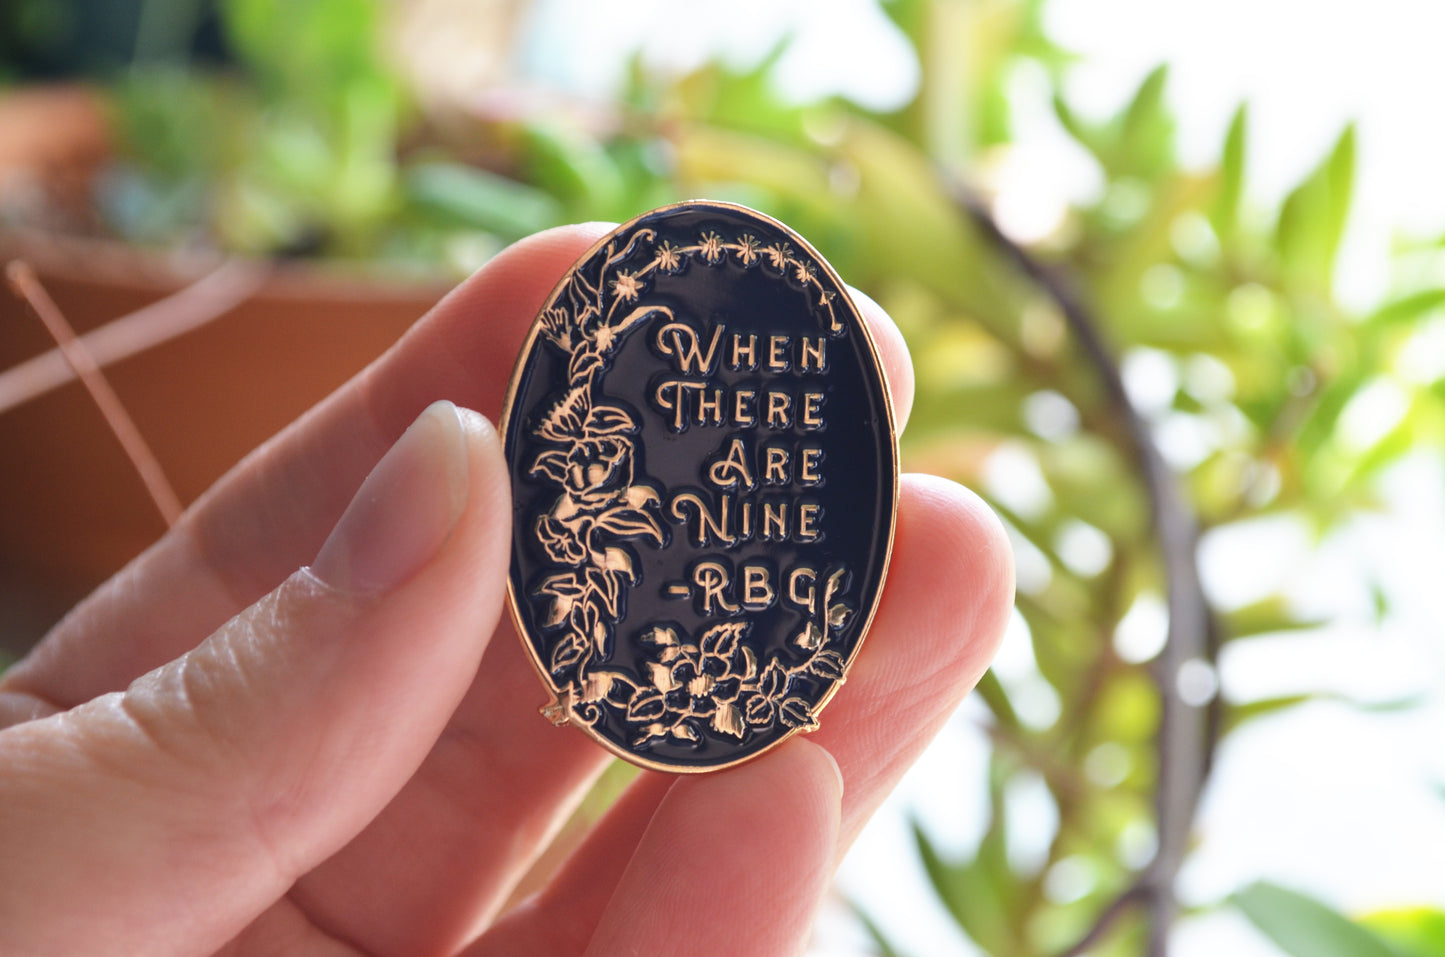 When
There
Are
Nine
-RBG